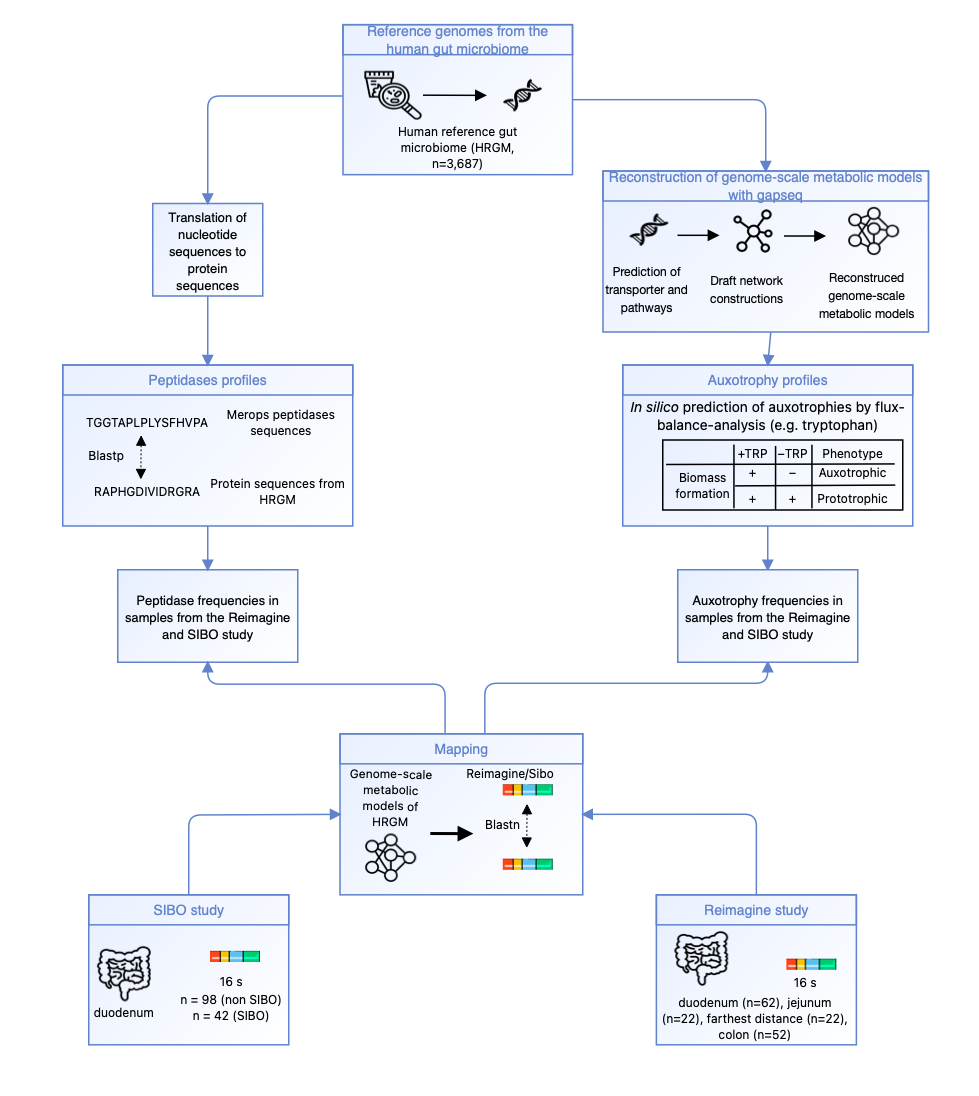 Reference genomes from the
human gut microbiome
Human reference gut
microbiome (HRGM,
n=3,687)
Translation of
nucleotide
sequences to
protein
sequences
Reconstruction of genome-scale metabolic models
with gapseq
Prediction of
transporter and
pathways
Draft network
constructions
Reconstruced
genome-scale
metabolic models
Peptidases profiles
TGGTAPLPLYSFHVPA
Merops peptidases
sequences
Blastp
RAPHGDIVIDRGRA
Protein sequences from
HRGM
Auxotrophy profiles
In silico prediction of auxotrophies by flux-
balance-analysis (e.g. tryptophan)
+TRP −TRP Phenotype
Biomass
formation
+ − Auxotrophic
+ + Prototrophic
Peptidase frequencies in
samples from the Reimagine
and SIBO study
Auxotrophy frequencies in
samples from the Reimagine
and SIBO study
Mapping
Genome-scale
metabolic
models of
HRGM
Reimagine/Sibo
Blastn
SIBO study
duodenum
16 s
n = 98 (non SIBO)
n = 42 (SIBO)
Reimagine study
16 s
duodenum (n=62), jejunum
(n=22), farthest distance (n=22),
colon (n=52)